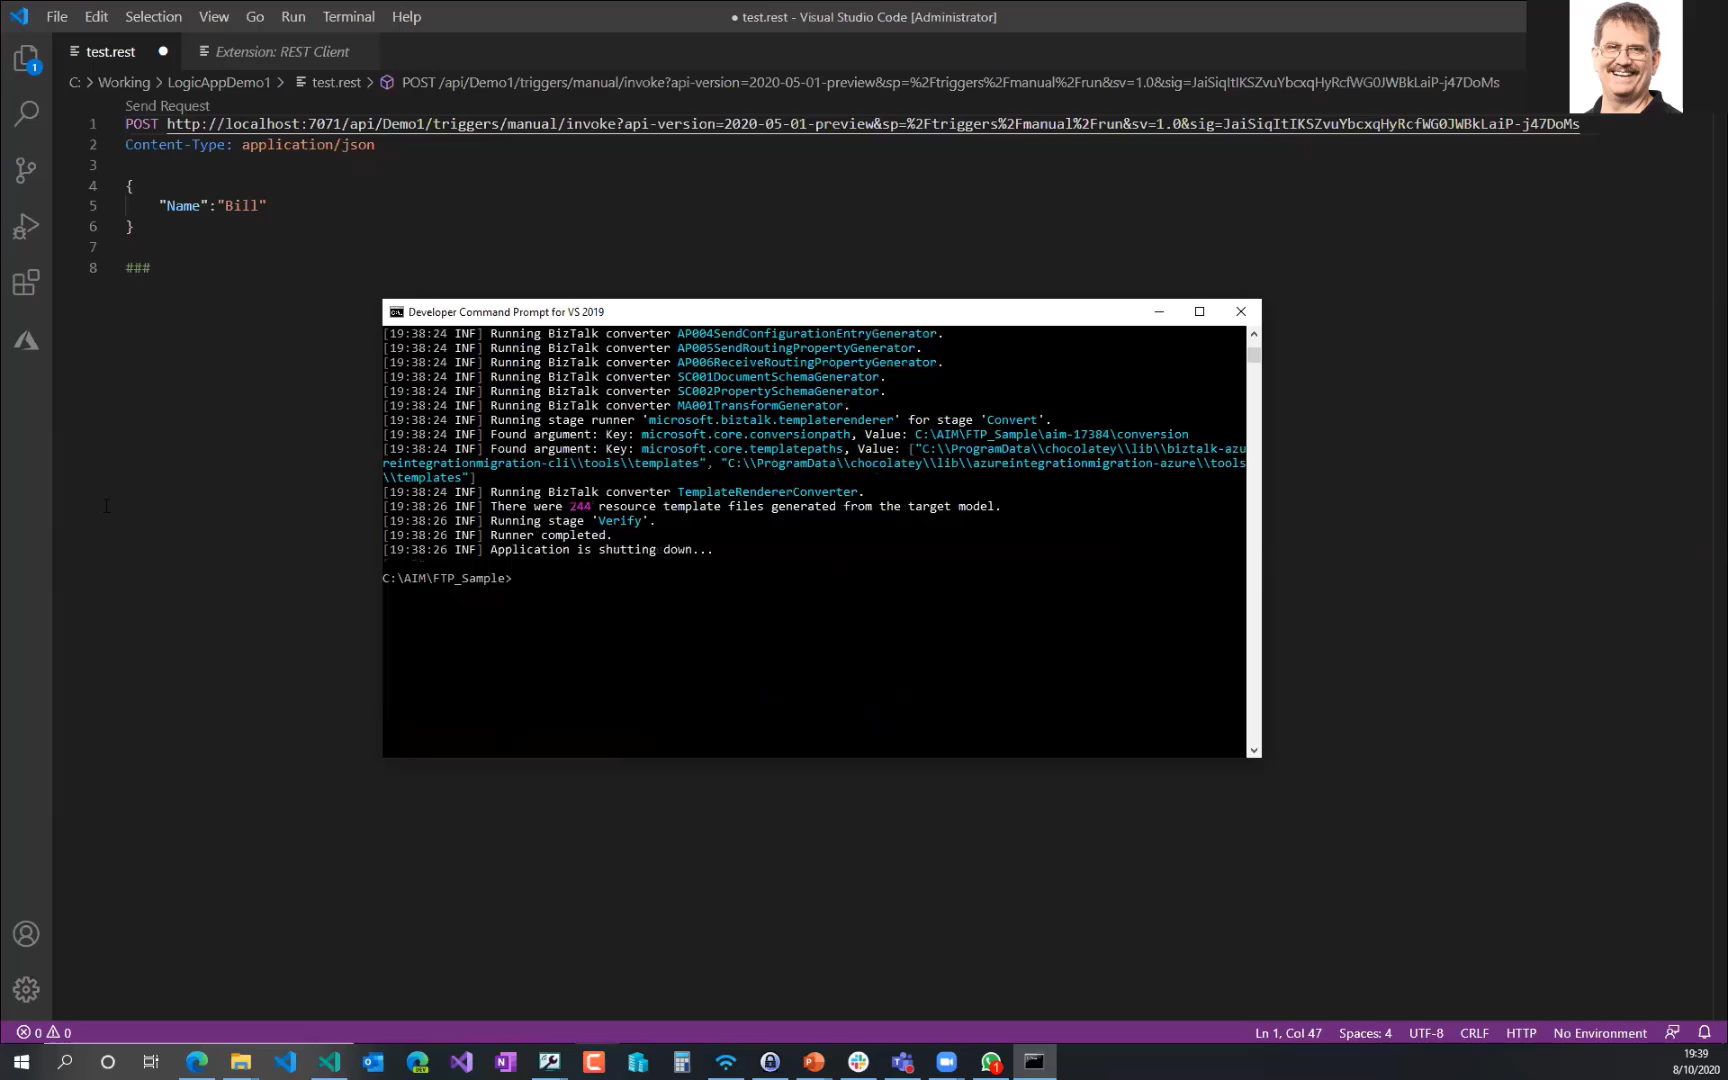 File Edit Selection View Go Run Terminal Help
● test.rest - Visual Studio Code [Administrator]
test.rest
Extension: REST Client
C: > Working > LogicAppDemo1 > test.rest > POST /api/Demo1/triggers/manual/invoke?api-version=2020-05-01-preview&sp=%2Ftriggers%2Fmanual%2Frun&sv=1.0&sig=JaiSiqItIKSZvuYbcxqHyRcfWG0JWBkLaiP-j47DoMs
Send Request
1 POST http://localhost:7071/api/Demo1/triggers/manual/invoke?api-version=2020-05-01-preview&sp=%2Ftriggers%2Fmanual%2Frun&sv=1.0&sig=JaiSiqItIKSZvuYbcxqHyRcfWG0JWBkLaiP-j47DoMs
2 Content-Type: application/json
3
4 {
5 "Name":"Bill"
6 }
7
8 ###
Developer Command Prompt for VS 2019
[19:38:24 INF] Running BizTalk converter AP004SendConfigurationEntryGenerator.
[19:38:24 INF] Running BizTalk converter AP005SendRoutingPropertyGenerator.
[19:38:24 INF] Running BizTalk converter AP006ReceiveRoutingPropertyGenerator.
[19:38:24 INF] Running BizTalk converter SC001DocumentSchemaGenerator.
[19:38:24 INF] Running BizTalk converter SC002PropertySchemaGenerator.
[19:38:24 INF] Running BizTalk converter MA001TransformGenerator.
[19:38:24 INF] Running stage runner 'microsoft.biztalk.templaterenderer' for stage 'Convert'.
[19:38:24 INF] Found argument: Key: microsoft.core.conversionpath, Value: C:\AIM\FTP_Sample\aim-17384\conversion
[19:38:24 INF] Found argument: Key: microsoft.core.templatepaths, Value: ["C:\\ProgramData\\chocolatey\\lib\\biztalk-azu
reintegrationmigration-cli\\tools\\templates", "C:\\ProgramData\\chocolatey\\lib\\azureintegrationmigration-azure\\tools
\\templates"]
[19:38:24 INF] Running BizTalk converter TemplateRendererConverter.
[19:38:26 INF] There were 244 resource template files generated from the target model.
[19:38:26 INF] Running stage 'Verify'.
[19:38:26 INF] Runner completed.
[19:38:26 INF] Application is shutting down...
C:\AIM\FTP_Sample>
0 0
Ln 1, Col 47 Spaces: 4 UTF-8 CRLF HTTP No Environment
19:39
8/10/2020